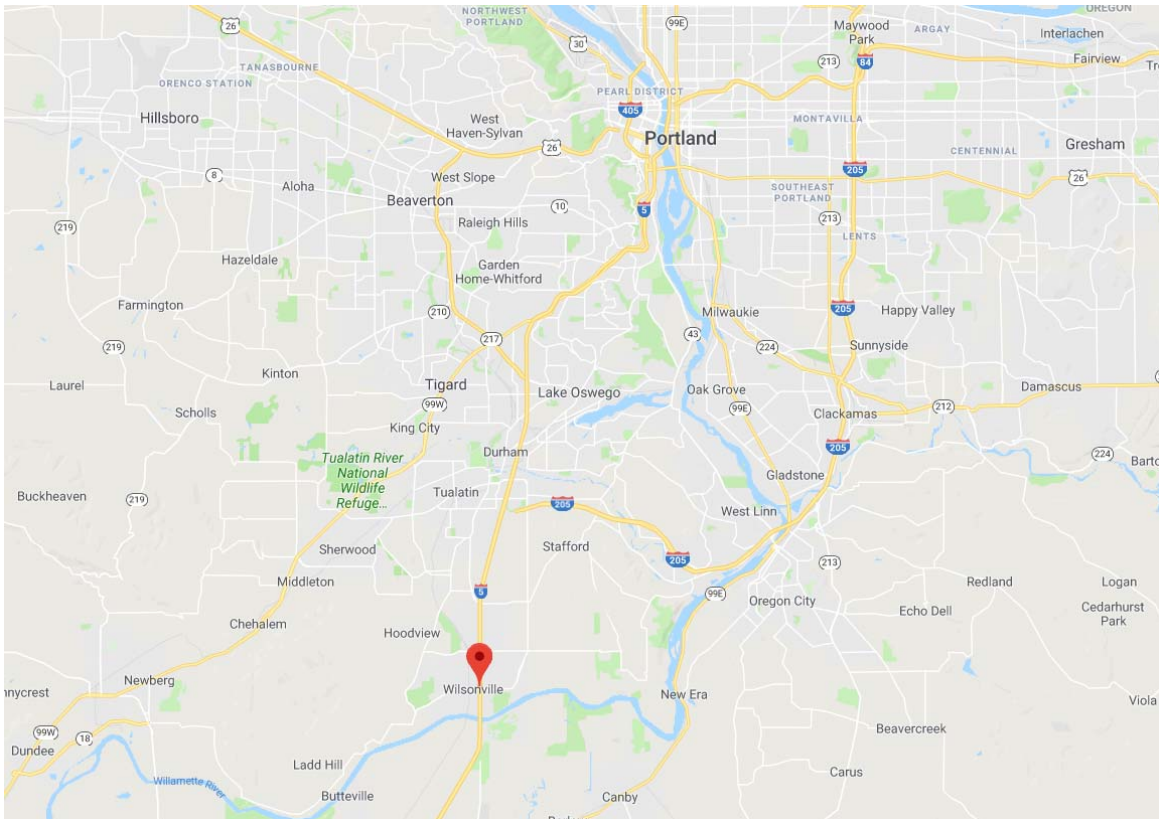 NORTHWEST
PORTLAND
99E
OREGON
26
Maywood
Park
ARGAY
Interlachen
30
213
84
Fairview
TANASBOURNE
ORENCO STATION
PEARL DISTRICT
405
Hillsboro
West
Haven-Sylvan
26
Portland
MONTAVILLA
CENTENNIAL
Gresham
8
Aloha
West Slope
205
26
Beaverton
10
5
SOUTHEAST
PORTLAND
213
219
Raleigh Hills
LENTS
Hazeldale
Garden
Home-Whitford
Farmington
210
Milwaukie
205
Happy Valley
219
217
43
224
Sunnyside
Laurel
Kinton
Tigard
Lake Oswego
Oak Grove
Damascus
Scholls
99W
99E
Clackamas
212
King City
205
Tualatin River
National
Wildlife
Refuge...
Durham
224
Gladstone
Buckheaven
219
Tualatin
205
West Linn
Sherwood
Stafford
205
213
Middleton
5
99E
Oregon City
Redland
Logan
Echo Dell
Cedarhurst
Park
Chehalem
Hoodview
Newberg
Wilsonville
New Era
Viola
99W
18
Beavercreek
Dundee
Ladd Hill
Carus
Willamette River
Butteville
Canby